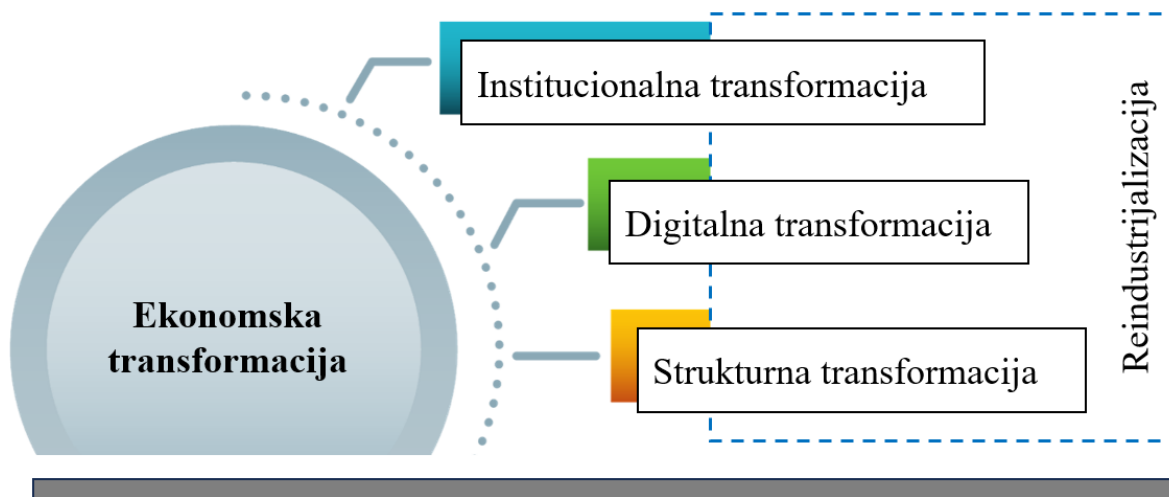 Institucionalna transformacija
Digitalna transformacija
Ekonomska
transformacija
Strukturna transformacija
Reindustrijalizacija